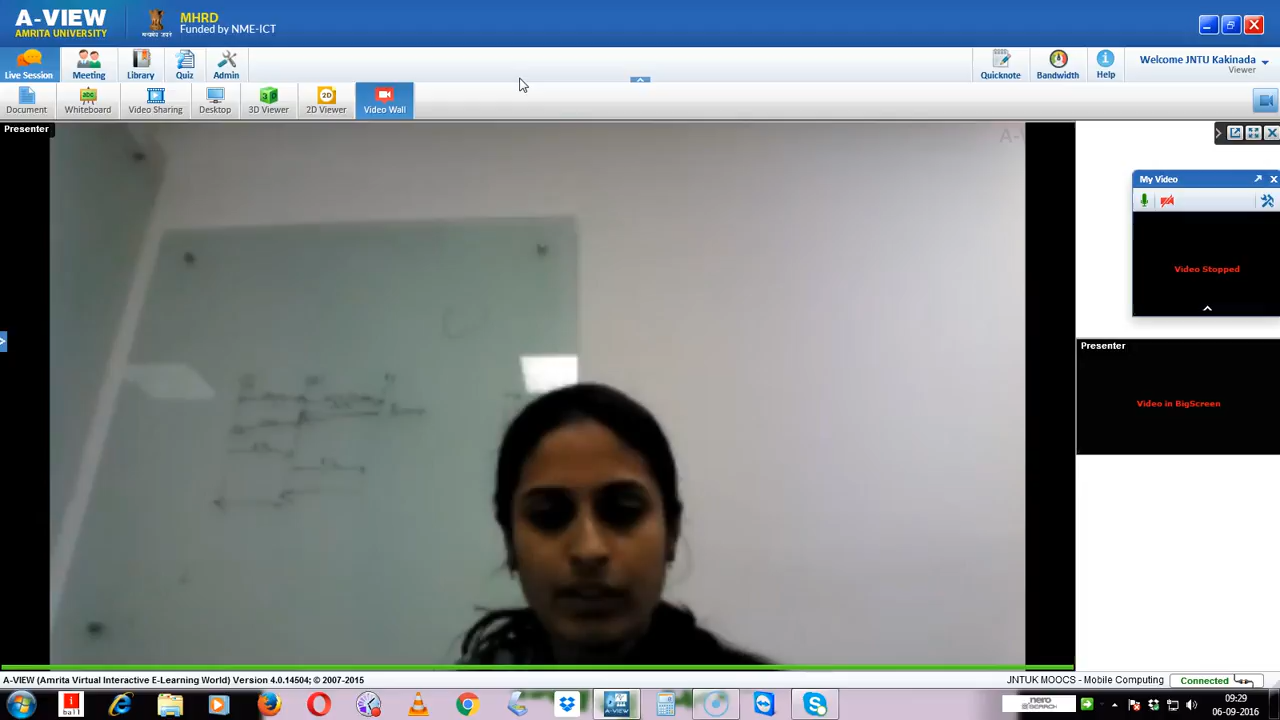 A-VIEW
AMRITA UNIVERSITY
MHRD
Funded by NME-ICT
Live Session
Meeting
Library
Quiz
Admin
Quicknote
Bandwidth
Help
Welcome JNTU Kakinada
Viewer
Document
Whiteboard
Video Sharing
Desktop
3D Viewer
2D Viewer
Video Wall
Presenter
My Video
Video Stopped
Presenter
Video in BigScreen
A-VIEW (Amrita Virtual Interactive E-Learning World) Version 4.0.14504; © 2007-2015
JNTUK MOOCS - Mobile Computing
Connected
09:29
06-09-2016